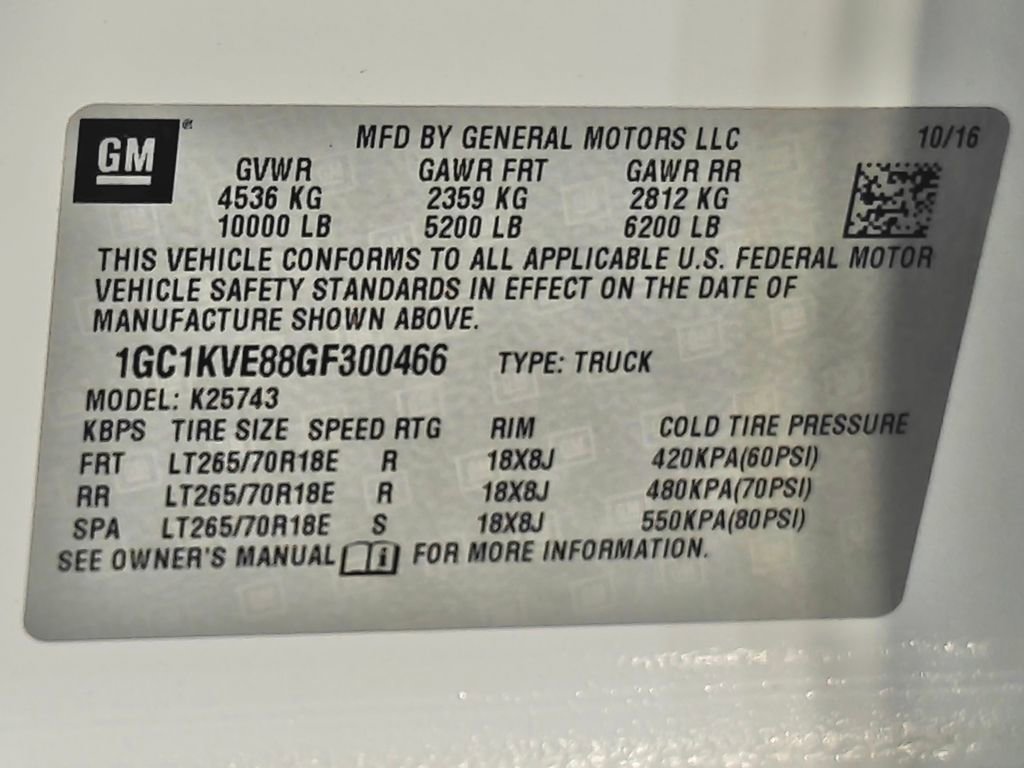 GM® MFD BY GENERAL MOTORS LLC 10/16
GVWR GAWR FRT GAWR RR
4536 KG 2359 KG 2812 KG
10000 LB 5200 LB 6200 LB
THIS VEHICLE CONFORMS TO ALL APPLICABLE U.S. FEDERAL MOTOR
VEHICLE SAFETY STANDARDS IN EFFECT ON THE DATE OF
MANUFACTURE SHOWN ABOVE.
1GC1KVE88GF300466 TYPE: TRUCK
MODEL: K25743
KBPS TIRE SIZE SPEED RTG RIM COLD TIRE PRESSURE
FRT LT265/70R18E R 18X8J 420KPA(60PSI)
RR LT265/70R18E R 18X8J 480KPA(70PSI)
SPA LT265/70R18E S 18X8J 550KPA(80PSI)
SEE OWNER'S MANUAL FOR MORE INFORMATION.